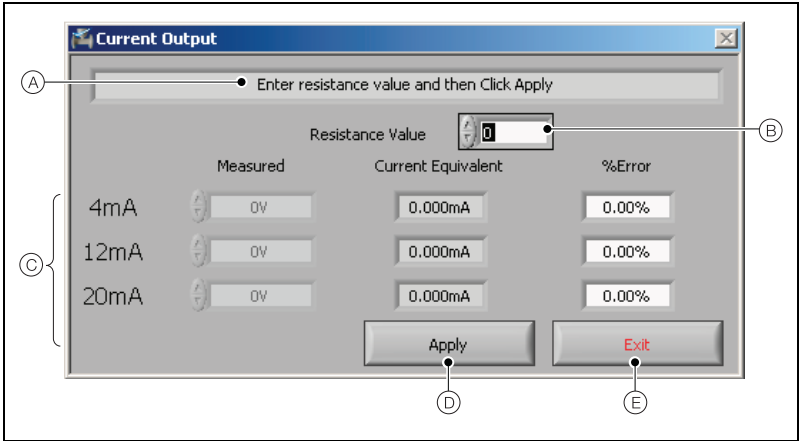 Current Output
A Enter resistance value and then Click Apply
Resistance Value 0 B
Measured Current Equivalent %Error
4mA 0V 0.000mA 0.00%
C 12mA 0V 0.000mA 0.00%
20mA 0V 0.000mA 0.00%
Apply Exit
D E